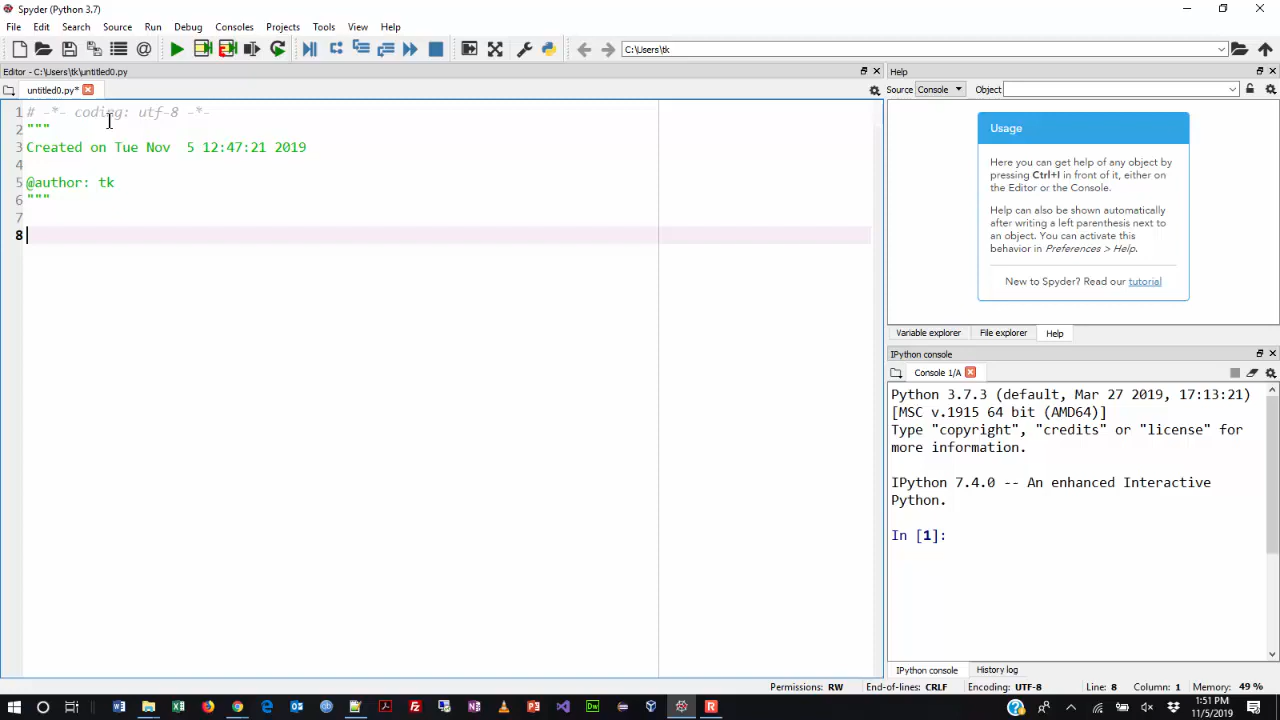 Spyder (Python 3.7)
File Edit Search Source Run Debug Consoles Projects Tools View Help
C:\Users\tk
Editor - C:\Users\tk\untitled0.py
untitled0.py*
1 # -*- coding: utf-8 -*-
2 """
3 Created on Tue Nov  5 12:47:21 2019
4
5 @author: tk
6 """
7
8
Help
Source Console Object
Usage
Here you can get help of any object by
pressing Ctrl+I in front of it, either on
the Editor or the Console.
Help can also be shown automatically
after writing a left parenthesis next to
an object. You can activate this
behavior in Preferences > Help.
New to Spyder? Read our tutorial
Variable explorer File explorer Help
IPython console
Console 1/A
Python 3.7.3 (default, Mar 27 2019, 17:13:21)
[MSC v.1915 64 bit (AMD64)]
Type "copyright", "credits" or "license" for
more information.
IPython 7.4.0 -- An enhanced Interactive
Python.
In [1]:
IPython console History log
Permissions: RW End-of-lines: CRLF Encoding: UTF-8 Line: 8 Column: 1 Memory: 49 %
1:51 PM
11/5/2019